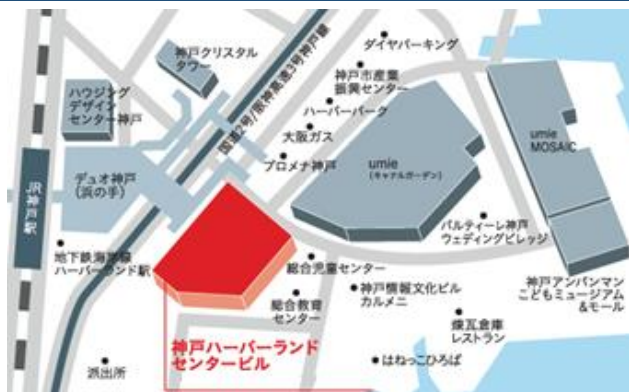 神戸クリスタル
タワー
ダイヤパーキング
神戸市産業
振興センター
ハーバーパーク
大阪ガス
プロメナ神戸
ハウジング
デザイン
センター神戸
国道2号/阪神高速3号神戸線
デュオ神戸
(浜の手)
umie
(キャナルガーデン)
umie
MOSAIC
バルティーレ神戸
ウェディングビレッジ
地下鉄海岸線
ハーバーランド駅
総合児童センター
総合教育
センター
神戸情報文化ビル
カルメニ
神戸アンパンマン
こどもミュージアム
&モール
煉瓦倉庫
レストラン
はねっこひろば
神戸ハーバーランド
センタービル
派出所